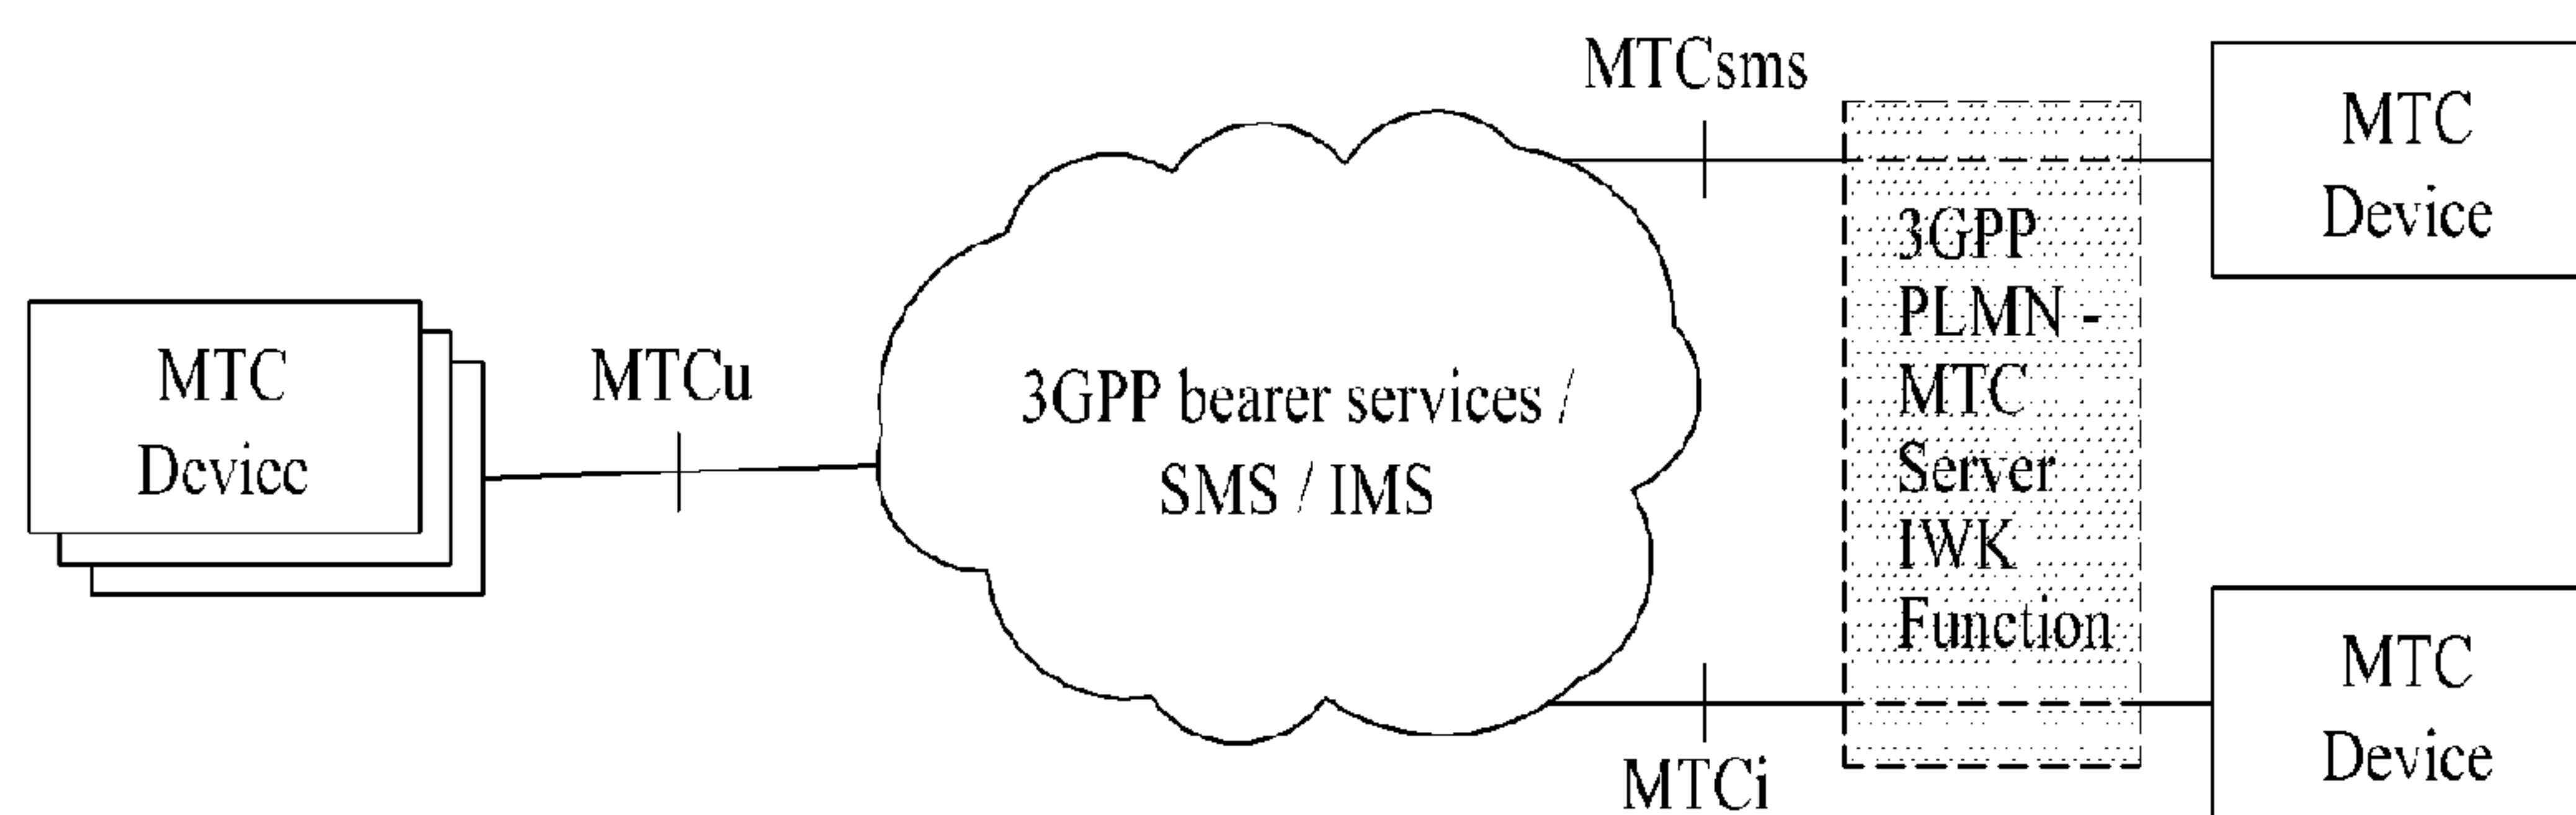 MTC
Device
MTCu
3GPP bearer services /
SMS / IMS
MTCsms
MTCi
3GPP
PLMN -
MTC
Server
IWK
Function
MTC
Device
MTC
Device